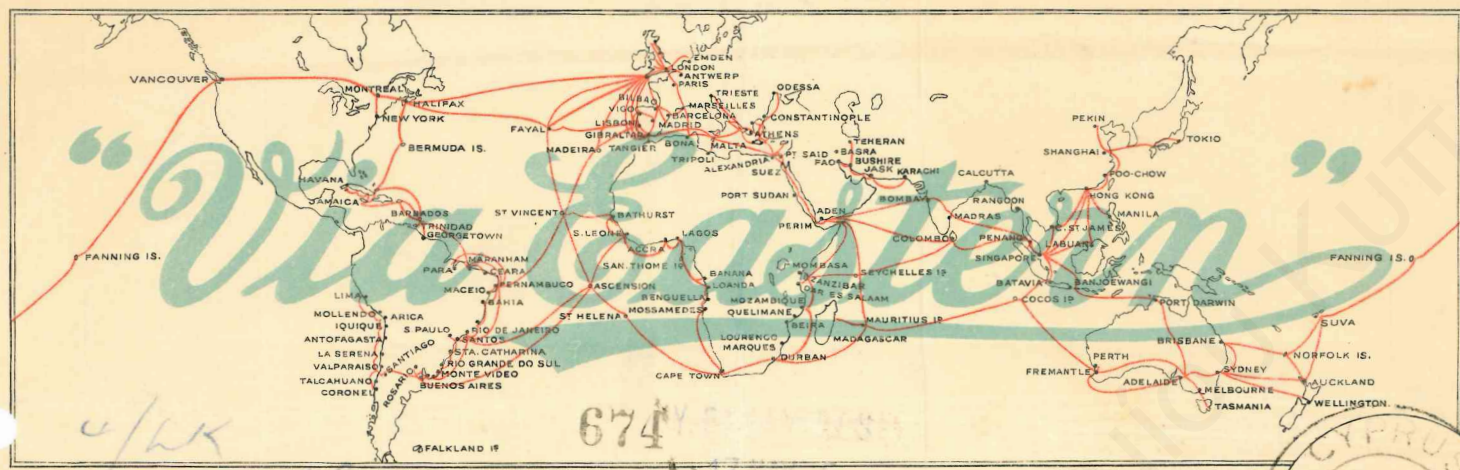 "Via Eastern"
VANCOUVER
MONTREAL
HALIFAX
NEW YORK
BERMUDA IS.
HAVANA
JAMAICA
BARBADOS
TRINIDAD
GEORGETOWN
FANNING IS.
MARANHAM
PARA
CEARA
PERNAMBUCO
MACEIO
BAHIA
LIMA
MOLLENDO
ARICA
IQUIQUE
ANTOFAGASTA
S. PAULO
RIO DE JANEIRO
SANTOS
LA SERENA
SANTIAGO
STA. CATHARINA
VALPARAISO
RIO GRANDE DO SUL
TALCAHUANO
ROSARIO
MONTE VIDEO
CORONEL
BUENOS AIRES
FALKLAND Iˢ
EMDEN
LONDON
ANTWERP
PARIS
BILBAO
TRIESTE
ODESSA
VIGO
MARSEILLES
BARCELONA
CONSTANTINOPLE
LISBON
MADRID
FAYAL
GIBRALTAR
ATHENS
MADEIRA
TANGIER
BONA
MALTA
TRIPOLI
ALEXANDRIA
Pᵀ SAID
SUEZ
TEHERAN
BASRA
FAO
BUSHIRE
JASK
KARACHI
CALCUTTA
PORT SUDAN
BOMBAY
RANGOON
ST VINCENT
BATHURST
ADEN
PERIM
MADRAS
S. LEONE
LAGOS
ACCRA
COLOMBO
PENANG
SINGAPORE
SAN. THOME Iˢ
BANANA
LOANDA
MOMBASA
ZANZIBAR
SEYCHELLES Iˢ
DAR ES SALAAM
ASCENSION
BENGUELLA
MOSSAMEDES
MOZAMBIQUE
QUELIMANE
ST HELENA
BEIRA
MAURITIUS Iˢ
MADAGASCAR
LOURENCO
MARQUES
DURBAN
CAPE TOWN
PEKIN
TOKIO
SHANGHAI
FOO-CHOW
HONG KONG
MANILA
C. ST JAMES
LABUAN
BATAVIA
BANJOEWANGI
COCOS Iˢ
PORT DARWIN
FANNING IS.
SUVA
BRISBANE
NORFOLK IS.
PERTH
FREMANTLE
SYDNEY
ADELAIDE
MELBOURNE
AUCKLAND
WELLINGTON.
TASMANIA
674
CYPRUS